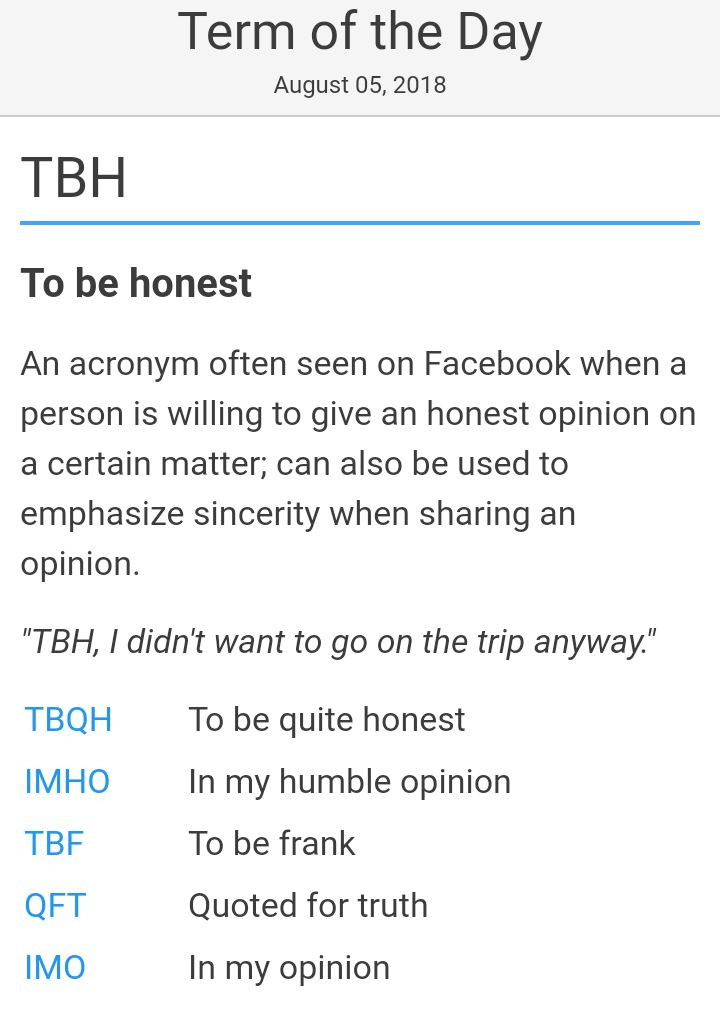 Term of the Day
August 05, 2018
TBH
To be honest
An acronym often seen on Facebook when a
person is willing to give an honest opinion on
a certain matter; can also be used to
emphasize sincerity when sharing an
opinion.
"TBH, I didn't want to go on the trip anyway."
TBQH To be quite honest
IMHO In my humble opinion
TBF To be frank
QFT Quoted for truth
IMO In my opinion